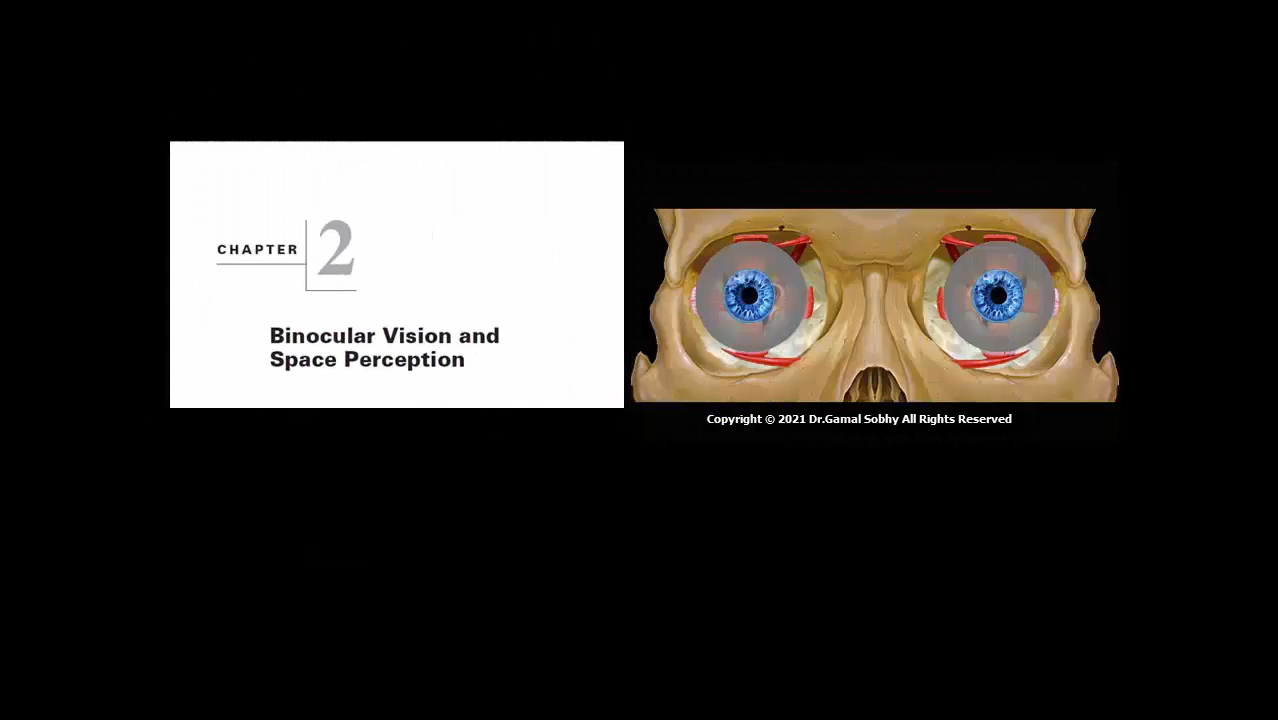 CHAPTER 2
Binocular Vision and
Space Perception
Copyright © 2021 Dr.Gamal Sobhy All Rights Reserved